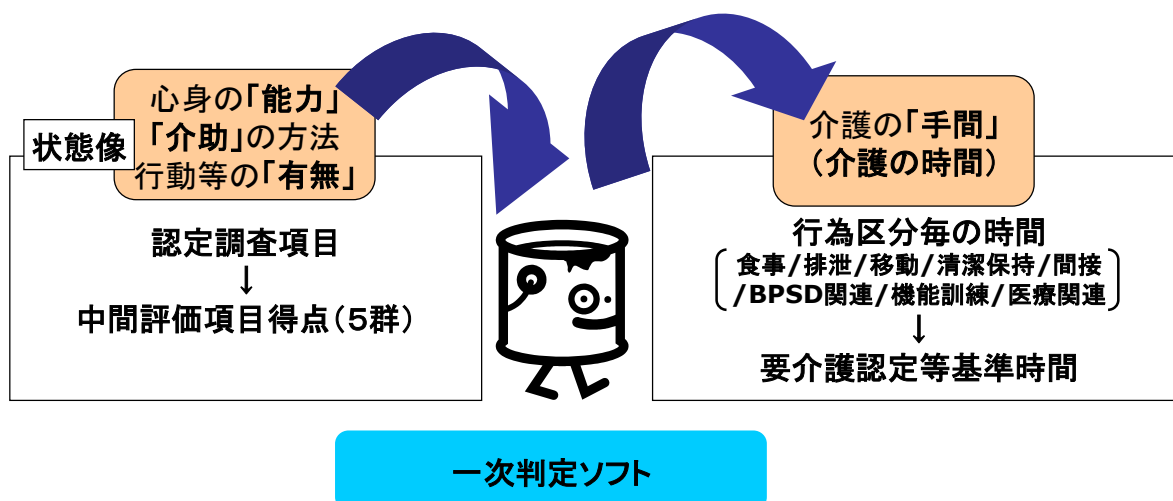 状態像
心身の「能力」
「介助」の方法
行動等の「有無」
認定調査項目
↓
中間評価項目得点(5群)
介護の「手間」
(介護の時間)
行為区分毎の時間
食事/排泄/移動/清潔保持/間接
/BPSD関連/機能訓練/医療関連
↓
要介護認定等基準時間
一次判定ソフト